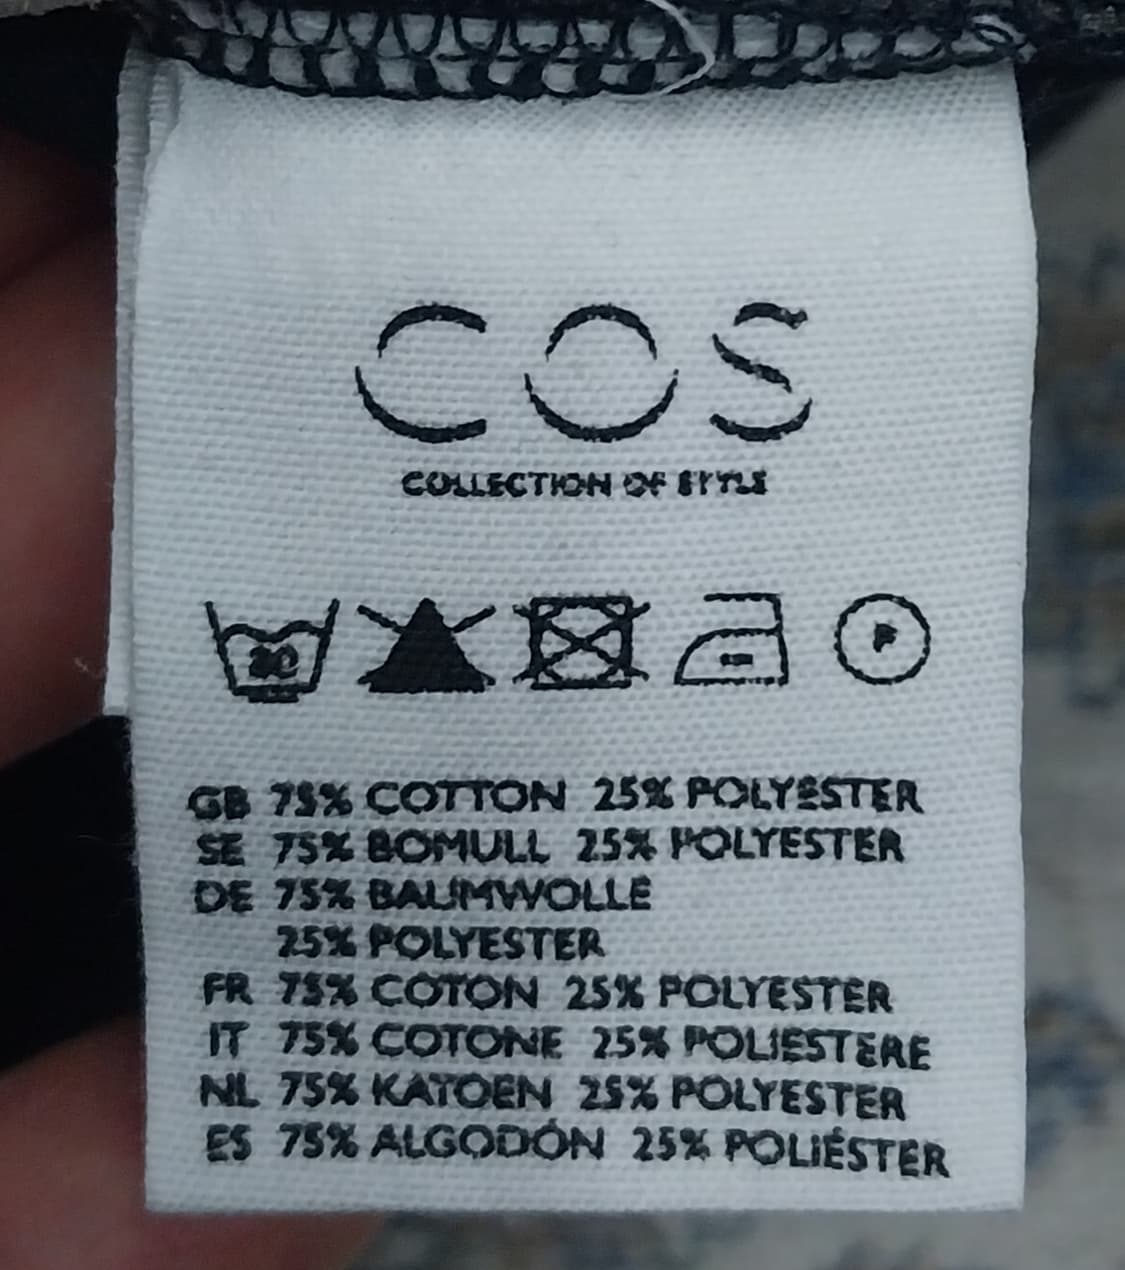 COS
COLLECTION OF STYLE
30
P
GB 75% COTTON 25% POLYESTER
SE 75% BOMULL 25% POLYESTER
DE 75% BAUMWOLLE
25% POLYESTER
FR 75% COTON 25% POLYESTER
IT 75% COTONE 25% POLIESTERE
NL 75% KATOEN 25% POLYESTER
ES 75% ALGODÓN 25% POLIÉSTER